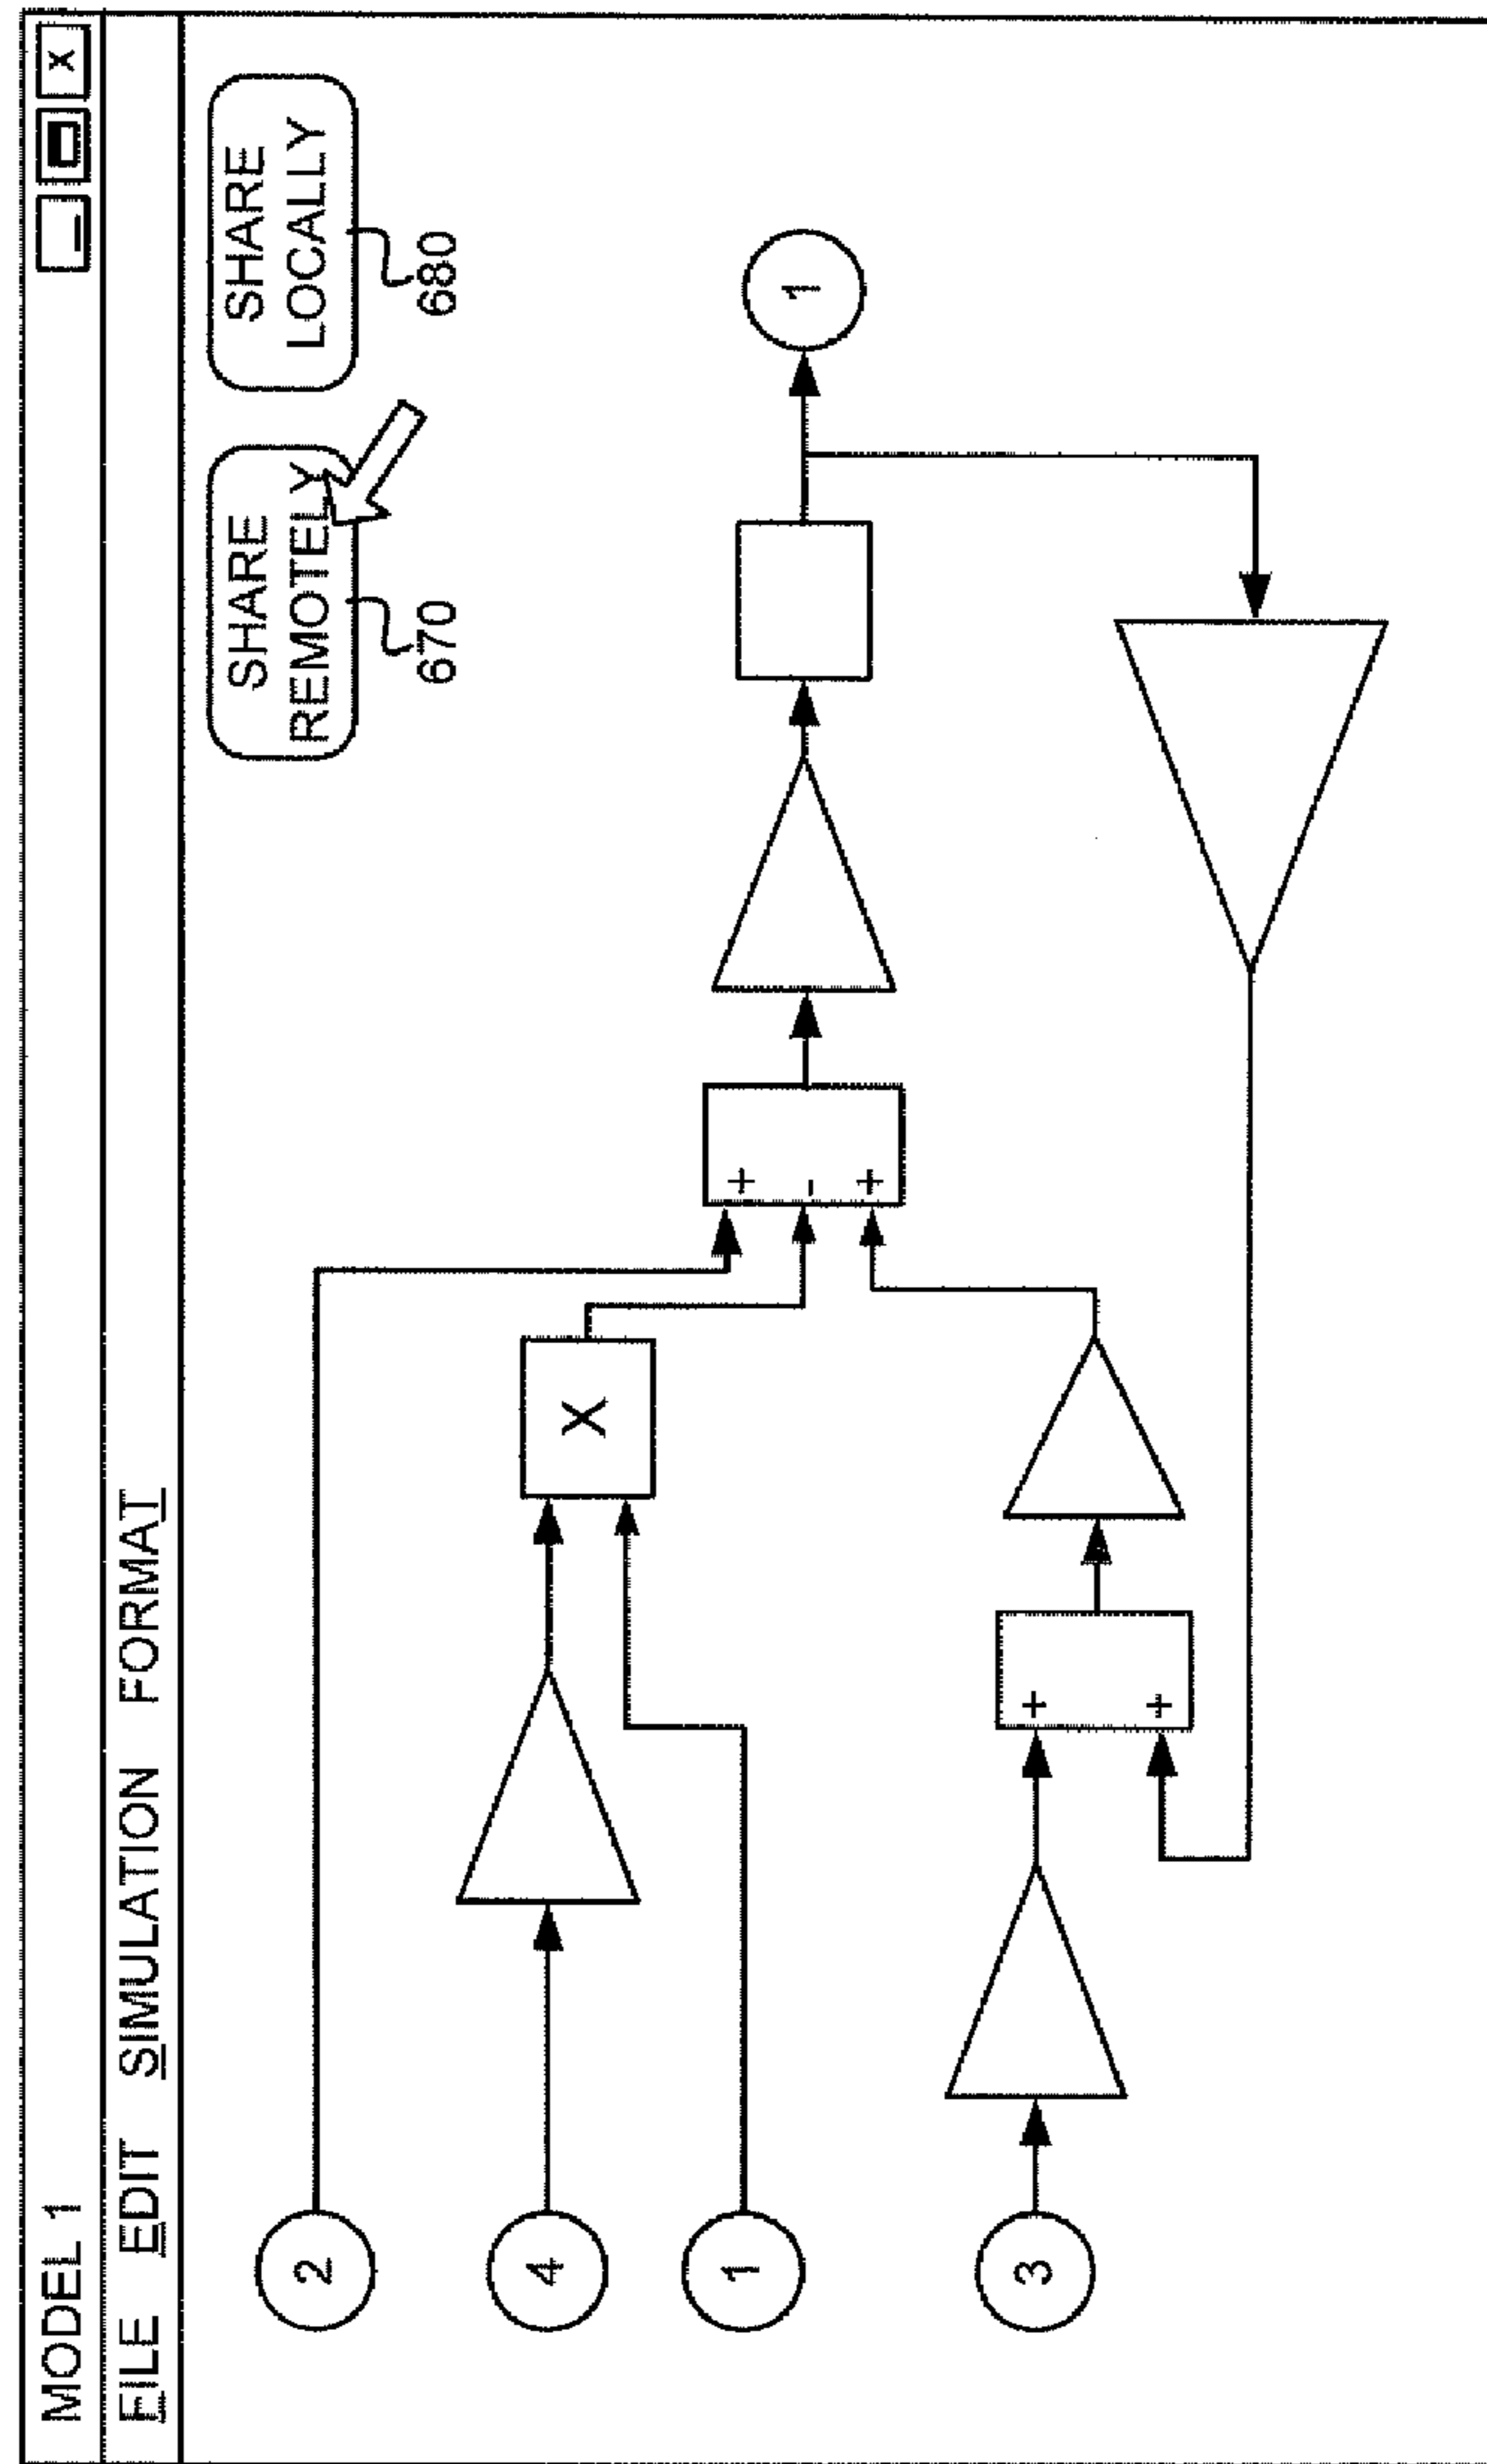 MODEL 1
X
FILE EDIT SIMULATION FORMAT
SHARE
REMOTELY
670
SHARE
LOCALLY
680
2
4
1
3
X
+
-
+
+
+
1